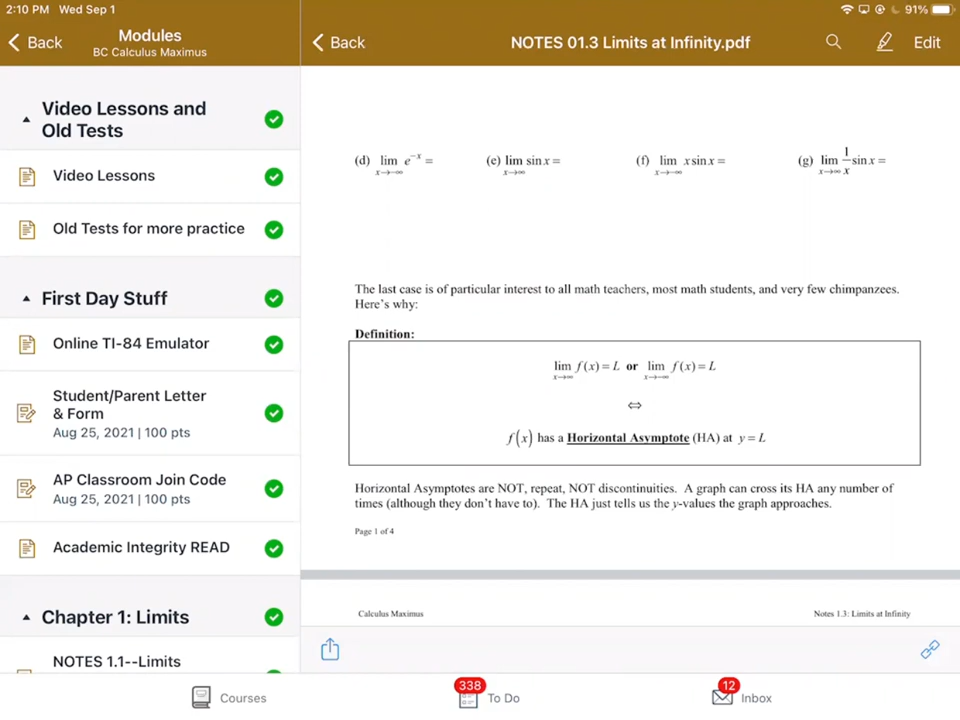 2:10 PM Wed Sep 1
91%
Back
Modules
BC Calculus Maximus
Back
NOTES 01.3 Limits at Infinity.pdf
Edit
Video Lessons and
Old Tests
Video Lessons
Old Tests for more practice
First Day Stuff
Online TI-84 Emulator
Student/Parent Letter
& Form
Aug 25, 2021 | 100 pts
AP Classroom Join Code
Aug 25, 2021 | 100 pts
Academic Integrity READ
Chapter 1: Limits
NOTES 1.1--Limits
(d) lim x→−∞ e^−x =
(e) lim x→∞ sin x =
(f) lim x→−∞ x sin x =
(g) lim x→∞ 1/x sin x =
The last case is of particular interest to all math teachers, most math students, and very few chimpanzees.
Here's why:
Definition:
lim x→∞ f(x) = L or lim x→−∞ f(x) = L
⇔
f(x) has a Horizontal Asymptote (HA) at y = L
Horizontal Asymptotes are NOT, repeat, NOT discontinuities. A graph can cross its HA any number of
times (although they don't have to). The HA just tells us the y-values the graph approaches.
Page 1 of 4
Calculus Maximus
Notes 1.3: Limits at Infinity
Courses
338
To Do
12
Inbox